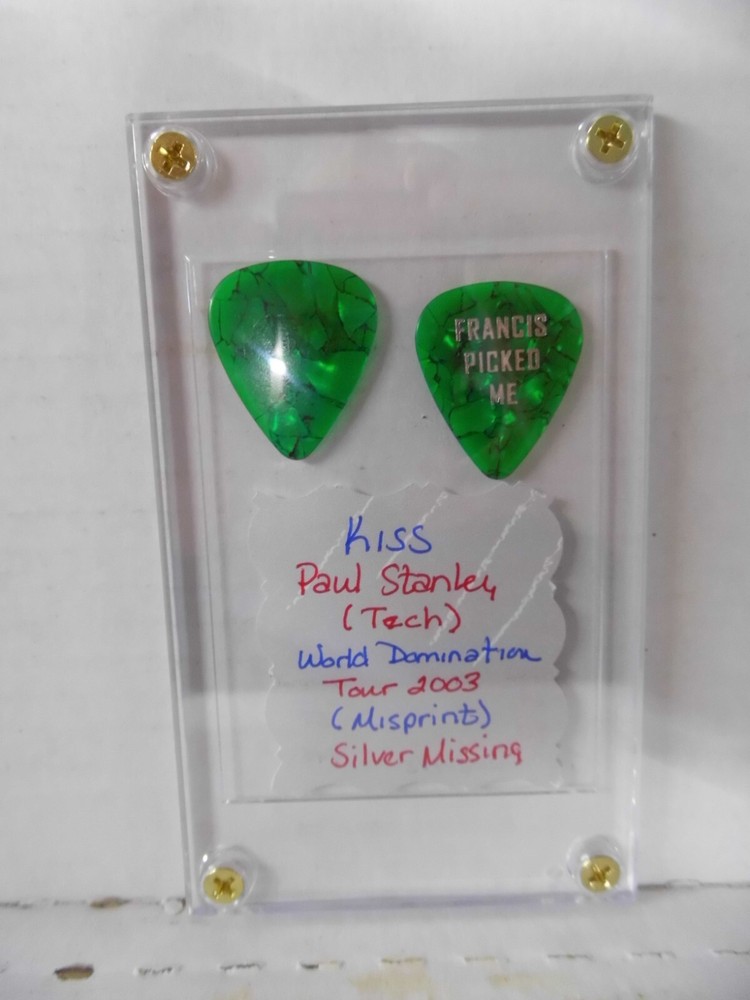 FRANCIS
PICKED
ME
KISS
Paul Stanley
(Tech)
World Domination
Tour 2003
(Misprint)
Silver Missing